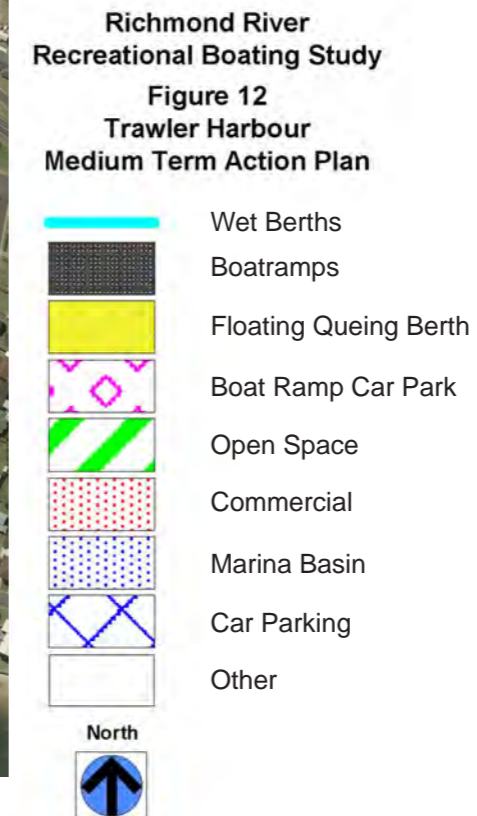 Richmond River
Recreational Boating Study
Figure 12
Trawler Harbour
Medium Term Action Plan
Wet Berths
Boatramps
Floating Queing Berth
Boat Ramp Car Park
Open Space
Commercial
Marina Basin
Car Parking
Other
North